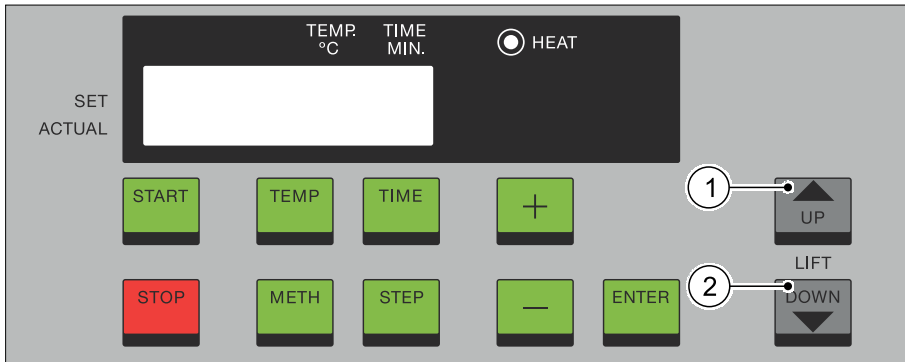 TEMP. TIME
°C MIN.
HEAT
SET
ACTUAL
START TEMP TIME + UP
1
LIFT
STOP METH STEP − ENTER DOWN
2